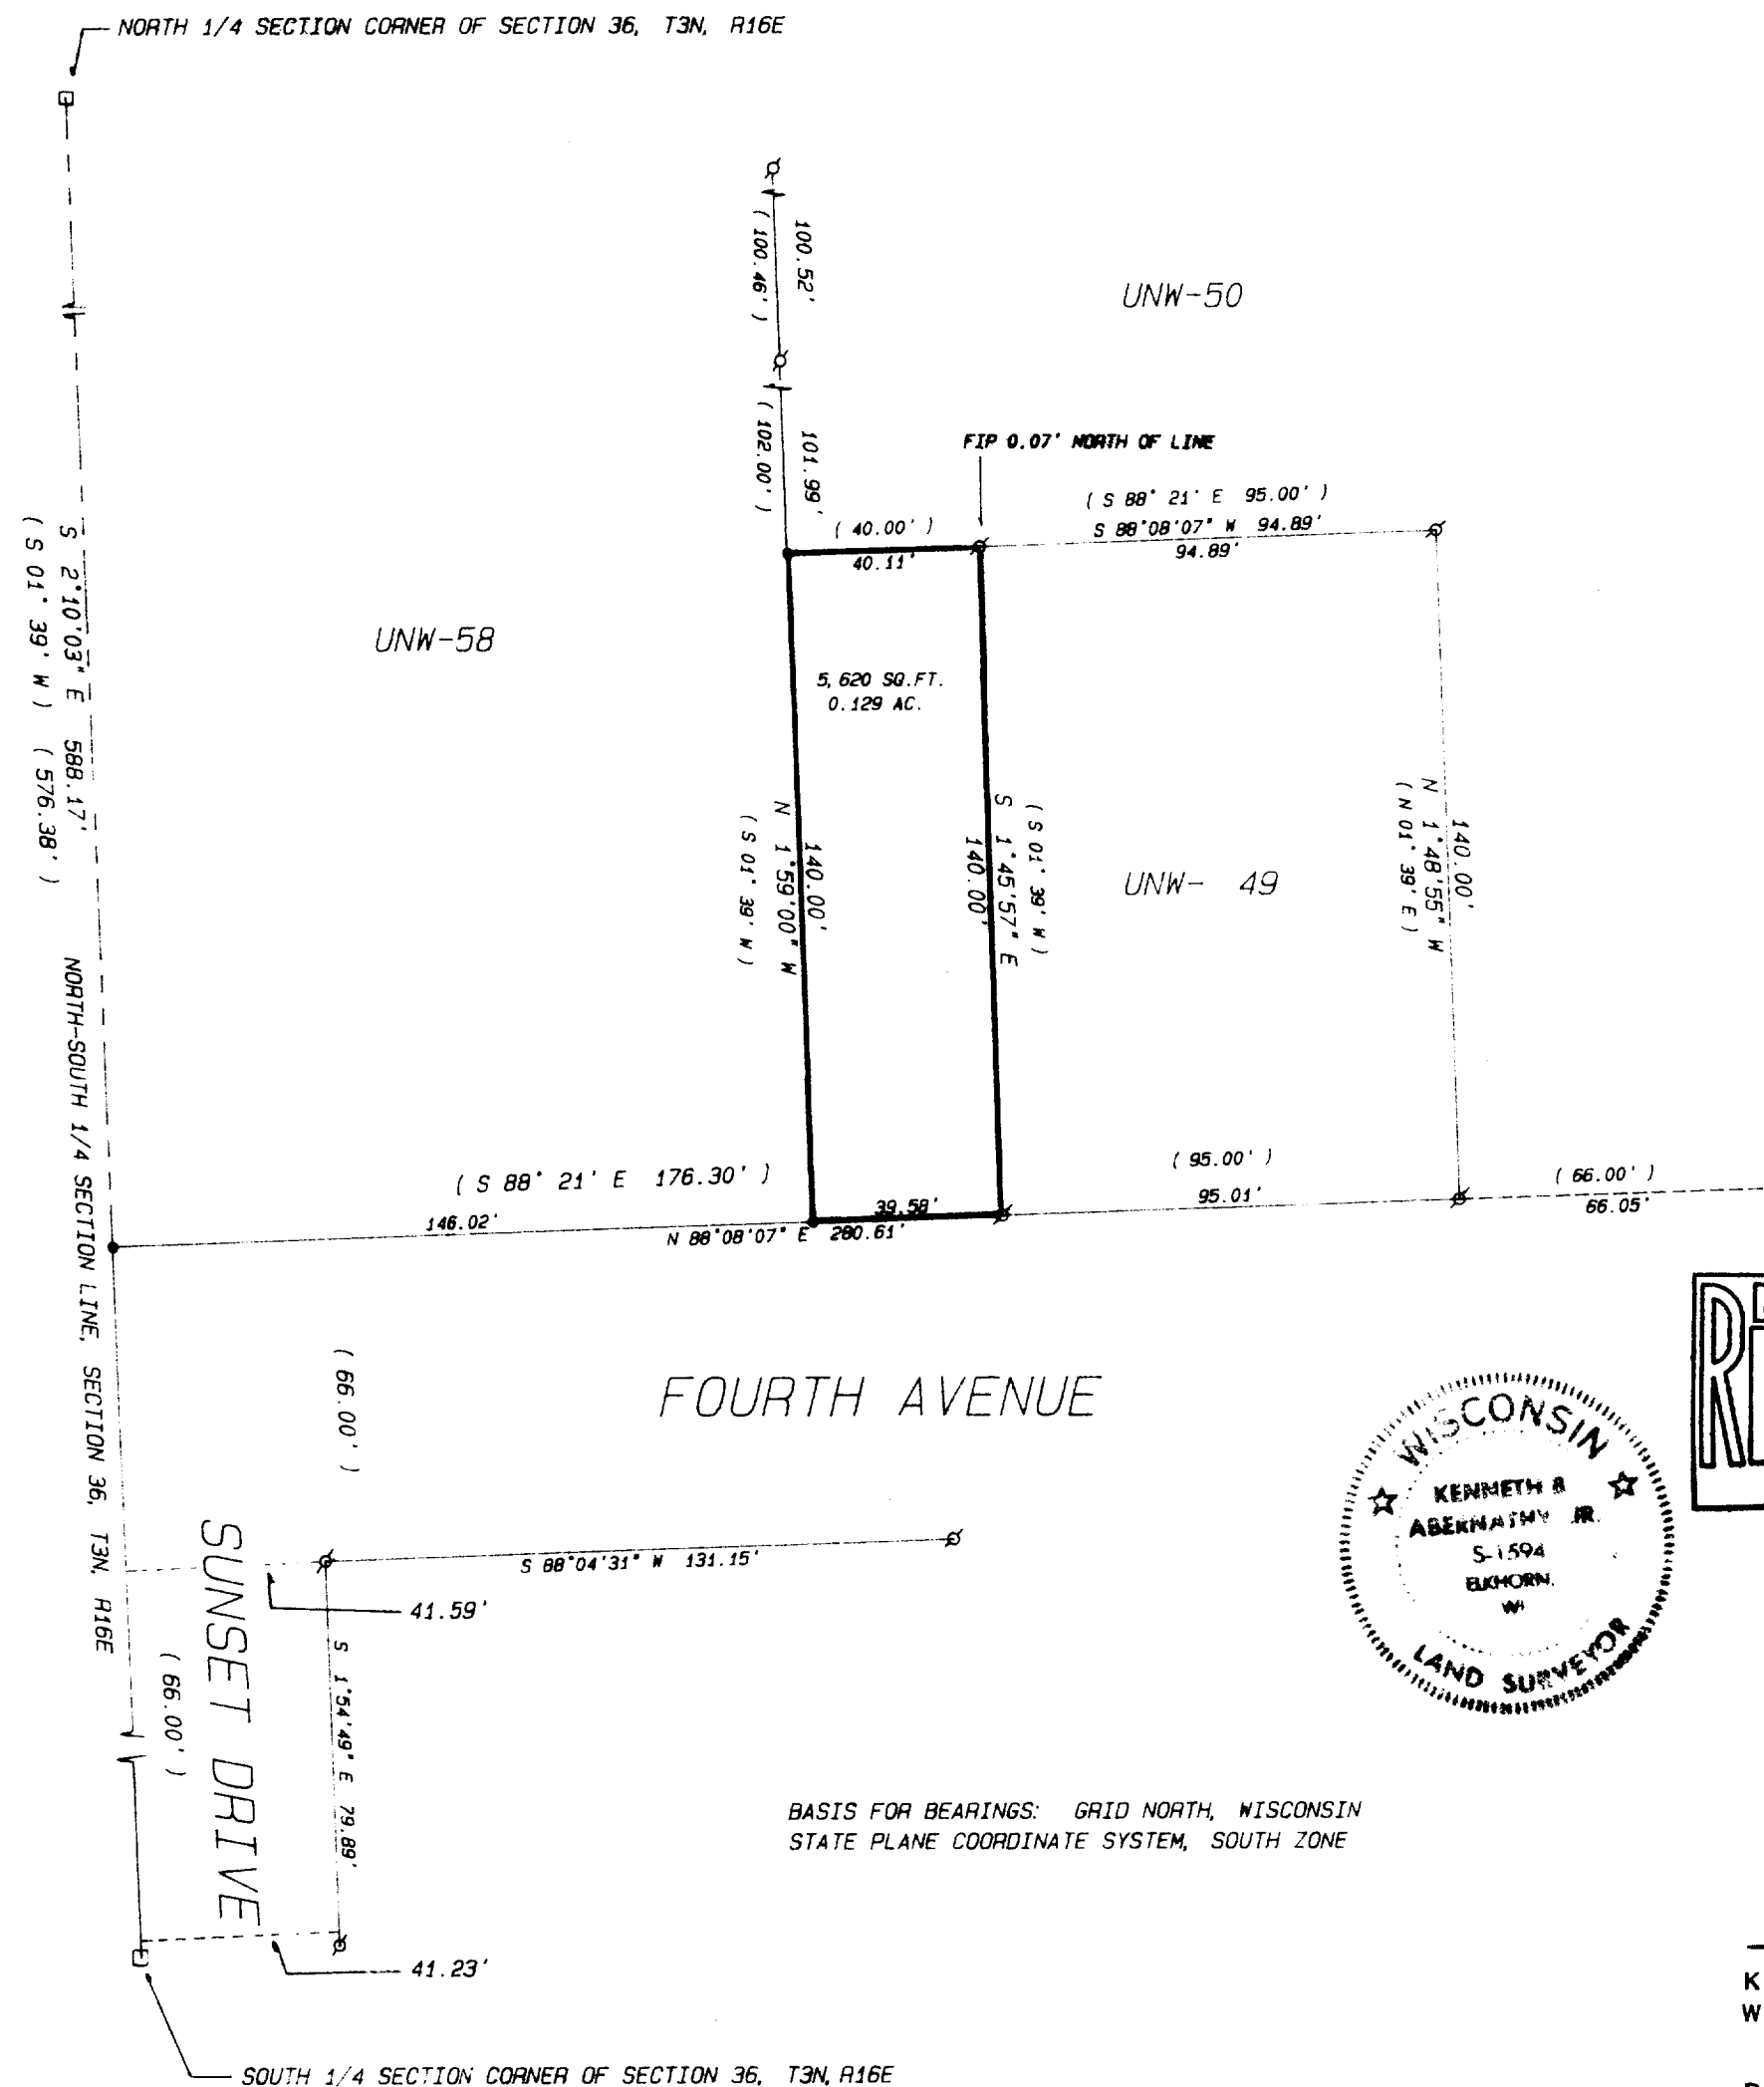 NORTH 1/4 SECTION CORNER OF SECTION 36, T3N, R16E
100.52'
( 100.46' )
UNW-50
101.99'
( 102.00' )
FIP 0.07' NORTH OF LINE
( S 88° 21' E 95.00' )
S 88°08'07" W 94.89'
94.89'
( 40.00' )
40.11'
S 2°10'03" E 588.17'
( S 01° 39' W ) ( 576.38' )
UNW-58
5,620 SQ.FT.
0.129 AC.
140.00'
N 1°59'00" W
( S 01° 39' W )
( S 01° 39' W )
S 1°45'57" E
140.00'
UNW- 49
140.00'
N 1°48'55" W
( N 01° 39' E )
NORTH-SOUTH 1/4 SECTION LINE, SECTION 36, T3N, R16E
( S 88° 21' E 176.30' )
146.02'
39.58'
N 88°08'07" E 280.61'
( 95.00' )
95.01'
( 66.00' )
66.05'
( 66.00' )
FOURTH AVENUE
WISCONSIN
KENNETH B
ABERNATHY JR.
S-1594
ELKHORN,
WI
LAND SURVEYOR
S 88°04'31" W 131.15'
41.59'
SUNSET DRIVE
( 66.00' )
S 1°54'49" E 79.89'
BASIS FOR BEARINGS: GRID NORTH, WISCONSIN
STATE PLANE COORDINATE SYSTEM, SOUTH ZONE
41.23'
K
W
SOUTH 1/4 SECTION CORNER OF SECTION 36, T3N, R16E